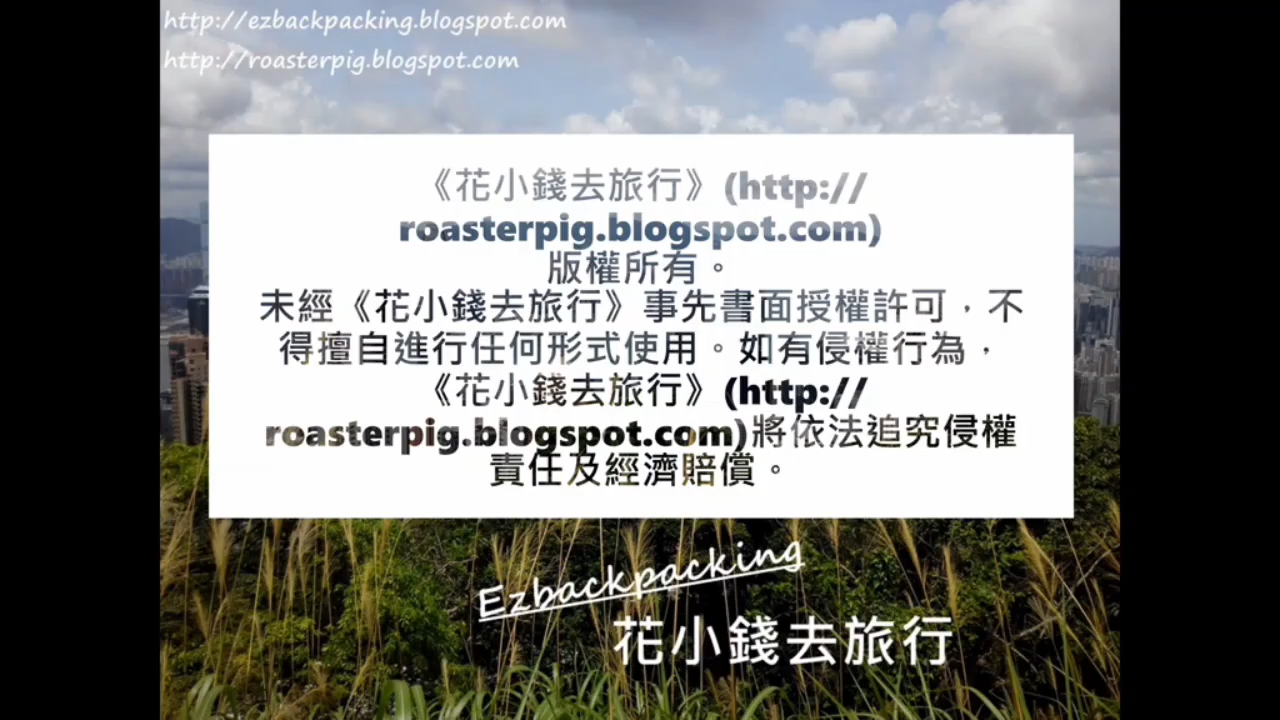 http://ezbackpacking.blogspot.com
http://roasterpig.blogspot.com
《花小錢去旅行》(http://
roasterpig.blogspot.com)
版權所有。
未經《花小錢去旅行》事先書面授權許可，不
得擅自進行任何形式使用。如有侵權行為，
《花小錢去旅行》(http://
roasterpig.blogspot.com)將依法追究侵權
責任及經濟賠償。
Ezbackpacking
花小錢去旅行